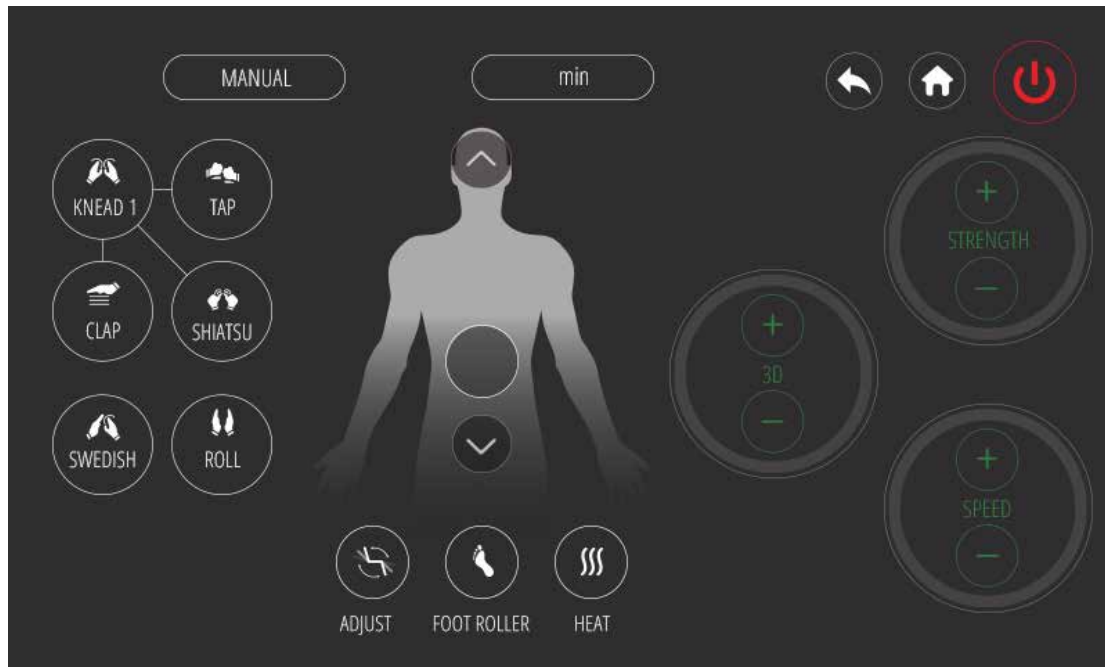 MANUAL
min
KNEAD 1
TAP
STRENGTH
CLAP
SHIATSU
3D
SWEDISH
ROLL
SPEED
ADJUST
FOOT ROLLER
HEAT